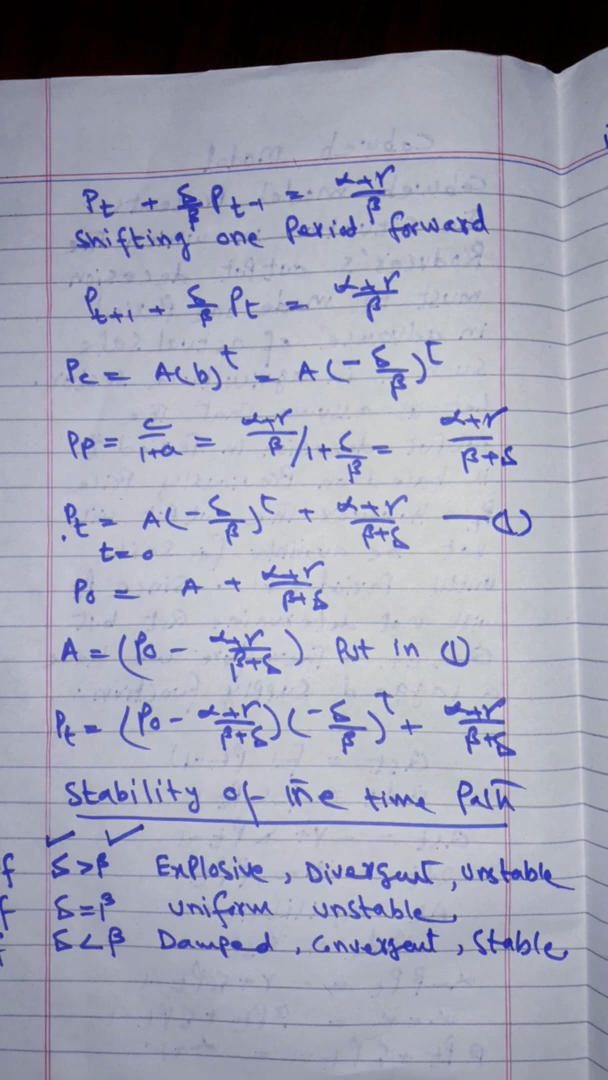 Pt + δ/β Pt-1 = α+γ/β
Shifting one Period forward
Pt+1 + δ/β Pt = α+γ/β
Pc = A(b)^t = A(-δ/β)^t
Pp = c/1+a = α+γ/β / 1+δ/β = α+γ/β+δ
Pt = A(-δ/β)^t + α+γ/β+δ —(1)
t=0
P0 = A + α+γ/β+δ
A = (P0 - α+γ/β+δ) Put in (1)
Pt = (P0 - α+γ/β+δ)(-δ/β)^t + α+γ/β+δ
Stability of the time Path
f δ>β Explosive, Divergent, unstable
f δ=β uniform unstable,
δ<β Damped, Convergent, Stable,